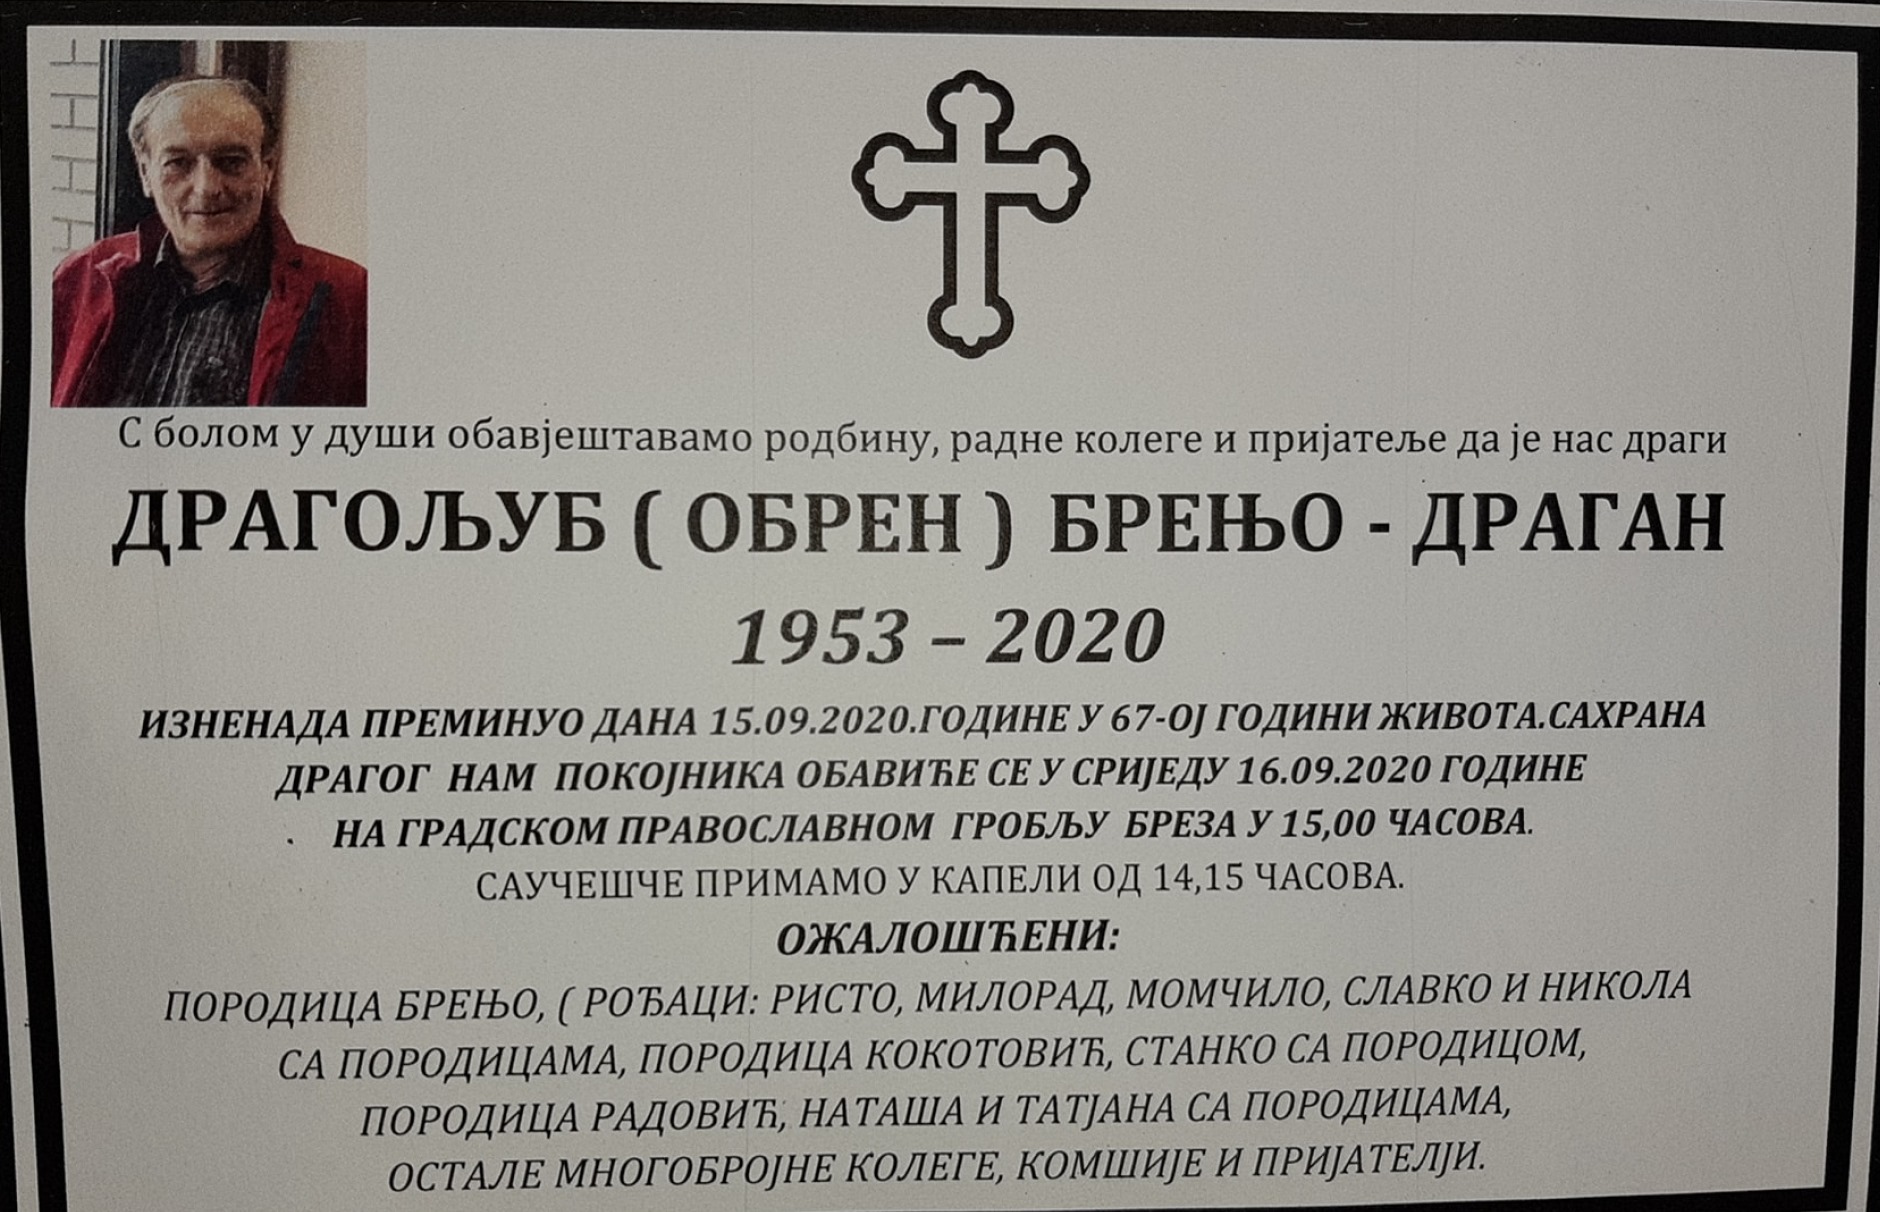 С болом у души обавјештавамо родбину, радне колеге и пријатеље да је нас драги
ДРАГОЉУБ ( ОБРЕН ) БРЕЊО - ДРАГАН
1953 – 2020
ИЗНЕНАДА ПРЕМИНУО ДАНА 15.09.2020.ГОДИНЕ У 67-ОЈ ГОДИНИ ЖИВОТА.САХРАНА
ДРАГОГ НАМ ПОКОЈНИКА ОБАВИЋЕ СЕ У СРИЈЕДУ 16.09.2020 ГОДИНЕ
. НА ГРАДСКОМ ПРАВОСЛАВНОМ ГРОБЉУ БРЕЗА У 15,00 ЧАСОВА.
САУЧЕШЧЕ ПРИМАМО У КАПЕЛИ ОД 14,15 ЧАСОВА.
ОЖАЛОШЋЕНИ:
ПОРОДИЦА БРЕЊО, ( РОЂАЦИ: РИСТО, МИЛОРАД, МОМЧИЛО, СЛАВКО И НИКОЛА
СА ПОРОДИЦАМА, ПОРОДИЦА КОКОТОВИЋ, СТАНКО СА ПОРОДИЦОМ,
ПОРОДИЦА РАДОВИЋ, НАТАША И ТАТЈАНА СА ПОРОДИЦАМА,
ОСТАЛЕ МНОГОБРОЈНЕ КОЛЕГЕ, КОМШИЈЕ И ПРИЈАТЕЛЈИ.